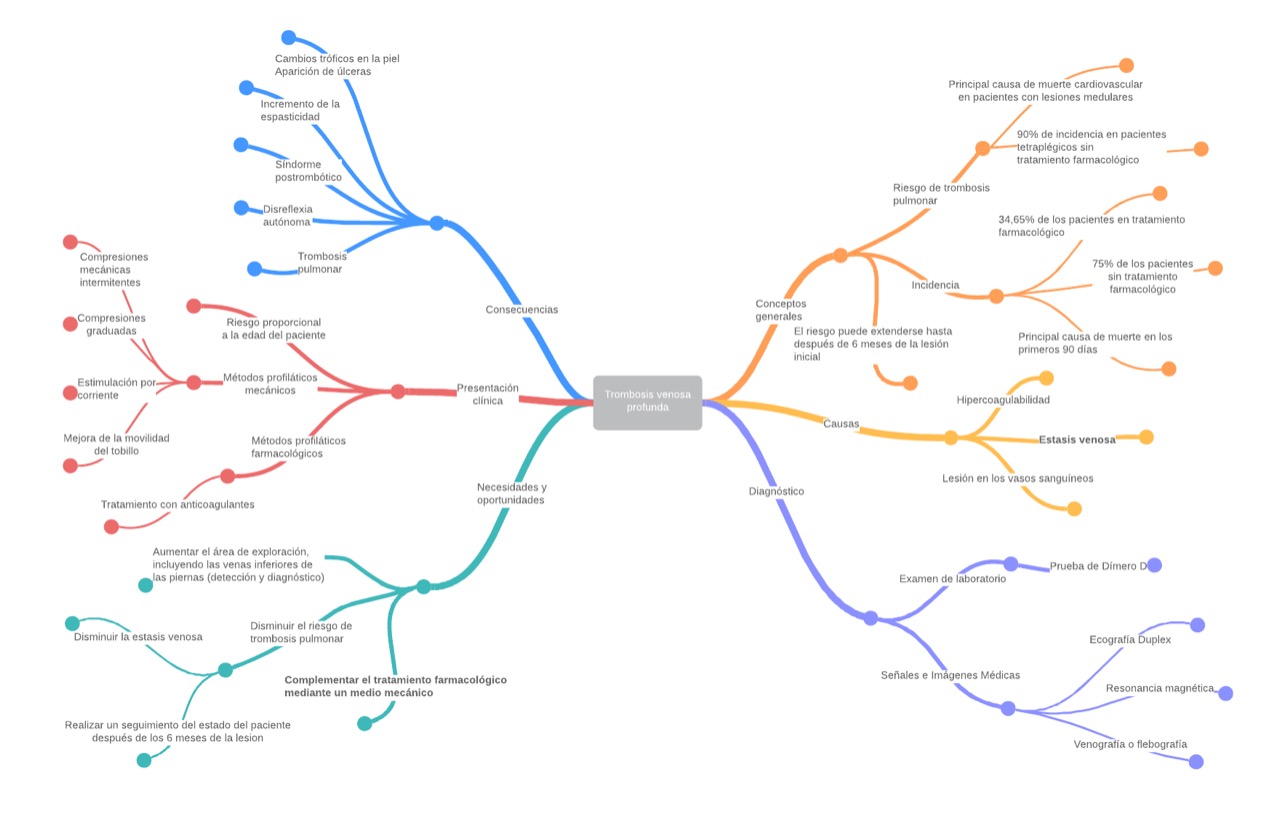 Trombosis venosa
profunda
Consecuencias
Cambios tróficos en la piel
Aparición de úlceras
Incremento de la
espasticidad
Síndorme
postrombótico
Disreflexia
autónoma
Trombosis
pulmonar
Presentación
clínica
Riesgo proporcional
a la edad del paciente
Métodos profiláticos
mecánicos
Compresiones
mecánicas
intermitentes
Compresiones
graduadas
Estimulación por
corriente
Mejora de la movilidad
del tobillo
Métodos profiláticos
farmacológicos
Tratamiento con anticoagulantes
Necesidades y
oportunidades
Aumentar el área de exploración,
incluyendo las venas inferiores de
las piernas (detección y diagnóstico)
Disminuir el riesgo de
trombosis pulmonar
Disminuir la estasis venosa
Realizar un seguimiento del estado del paciente
después de los 6 meses de la lesion
Complementar el tratamiento farmacológico
mediante un medio mecánico
Conceptos
generales
Riesgo de trombosis
pulmonar
Principal causa de muerte cardiovascular
en pacientes con lesiones medulares
90% de incidencia en pacientes
tetraplégicos sin
tratamiento farmacológico
Incidencia
34,65% de los pacientes en tratamiento
farmacológico
75% de los pacientes
sin tratamiento
farmacológico
Principal causa de muerte en los
primeros 90 días
El riesgo puede extenderse hasta
después de 6 meses de la lesión
inicial
Causas
Hipercoagulabilidad
Estasis venosa
Lesión en los vasos sanguíneos
Diagnóstico
Examen de laboratorio
Prueba de Dímero D
Señales e Imágenes Médicas
Ecografía Duplex
Resonancia magnética
Venografía o flebografía